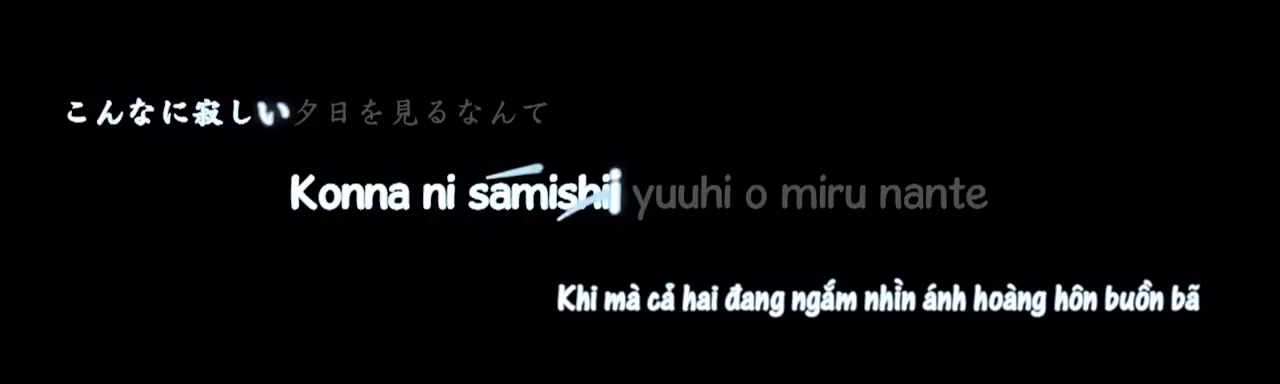 こんなに寂しい夕日を見るなんて
Konna ni samishii yuuhi o miru nante
Khi mà cả hai đang ngắm nhìn ánh hoàng hôn buồn bã